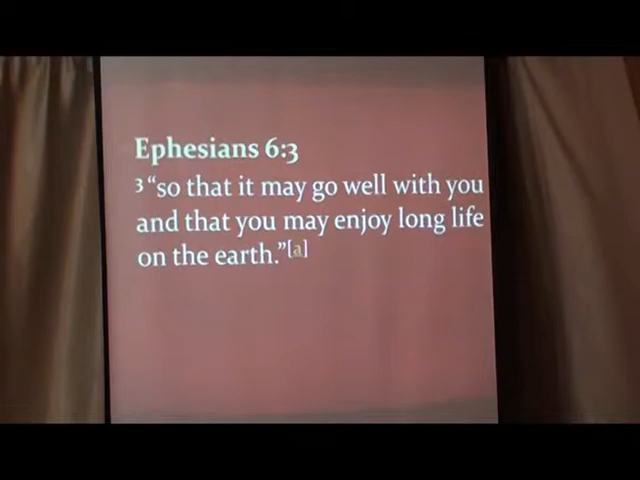 Ephesians 6:3
3 “so that it may go well with you
and that you may enjoy long life
on the earth.”[a]